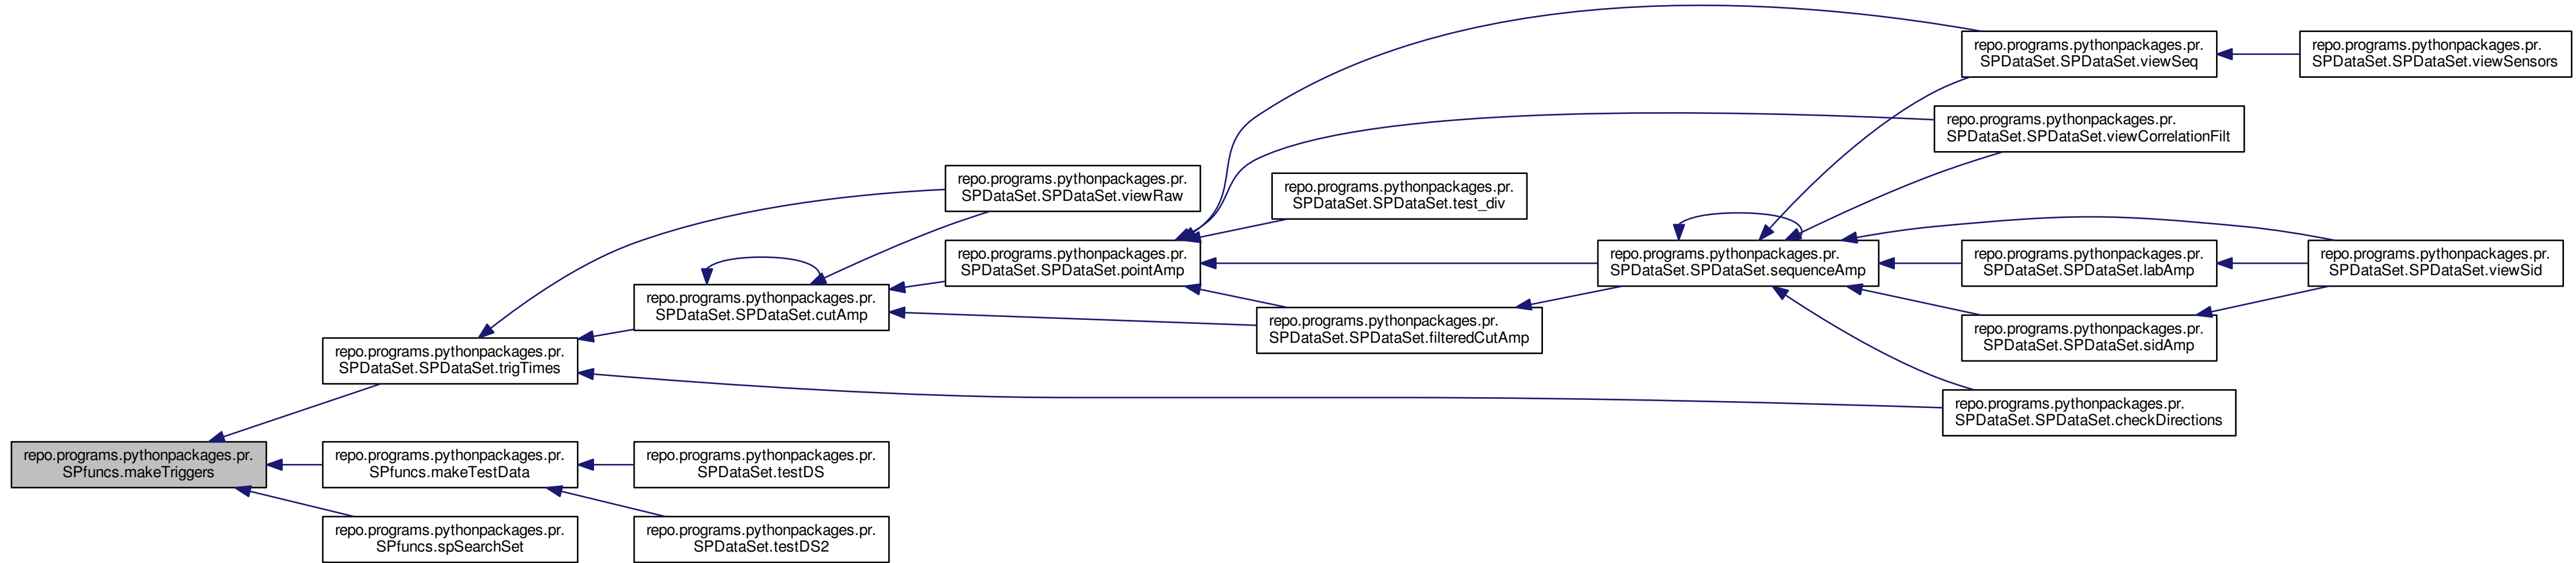 repo.programs.pythonpackages.pr.
SPfuncs.makeTriggers
repo.programs.pythonpackages.pr.
SPDataSet.SPDataSet.trigTimes
repo.programs.pythonpackages.pr.
SPfuncs.makeTestData
repo.programs.pythonpackages.pr.
SPfuncs.spSearchSet
repo.programs.pythonpackages.pr.
SPDataSet.SPDataSet.cutAmp
repo.programs.pythonpackages.pr.
SPDataSet.testDS
repo.programs.pythonpackages.pr.
SPDataSet.testDS2
repo.programs.pythonpackages.pr.
SPDataSet.SPDataSet.viewRaw
repo.programs.pythonpackages.pr.
SPDataSet.SPDataSet.pointAmp
repo.programs.pythonpackages.pr.
SPDataSet.SPDataSet.test_div
repo.programs.pythonpackages.pr.
SPDataSet.SPDataSet.filteredCutAmp
repo.programs.pythonpackages.pr.
SPDataSet.SPDataSet.sequenceAmp
repo.programs.pythonpackages.pr.
SPDataSet.SPDataSet.viewSeq
repo.programs.pythonpackages.pr.
SPDataSet.SPDataSet.viewCorrelationFilt
repo.programs.pythonpackages.pr.
SPDataSet.SPDataSet.labAmp
repo.programs.pythonpackages.pr.
SPDataSet.SPDataSet.sidAmp
repo.programs.pythonpackages.pr.
SPDataSet.SPDataSet.checkDirections
repo.programs.pythonpackages.pr.
SPDataSet.SPDataSet.viewSensors
repo.programs.pythonpackages.pr.
SPDataSet.SPDataSet.viewSid